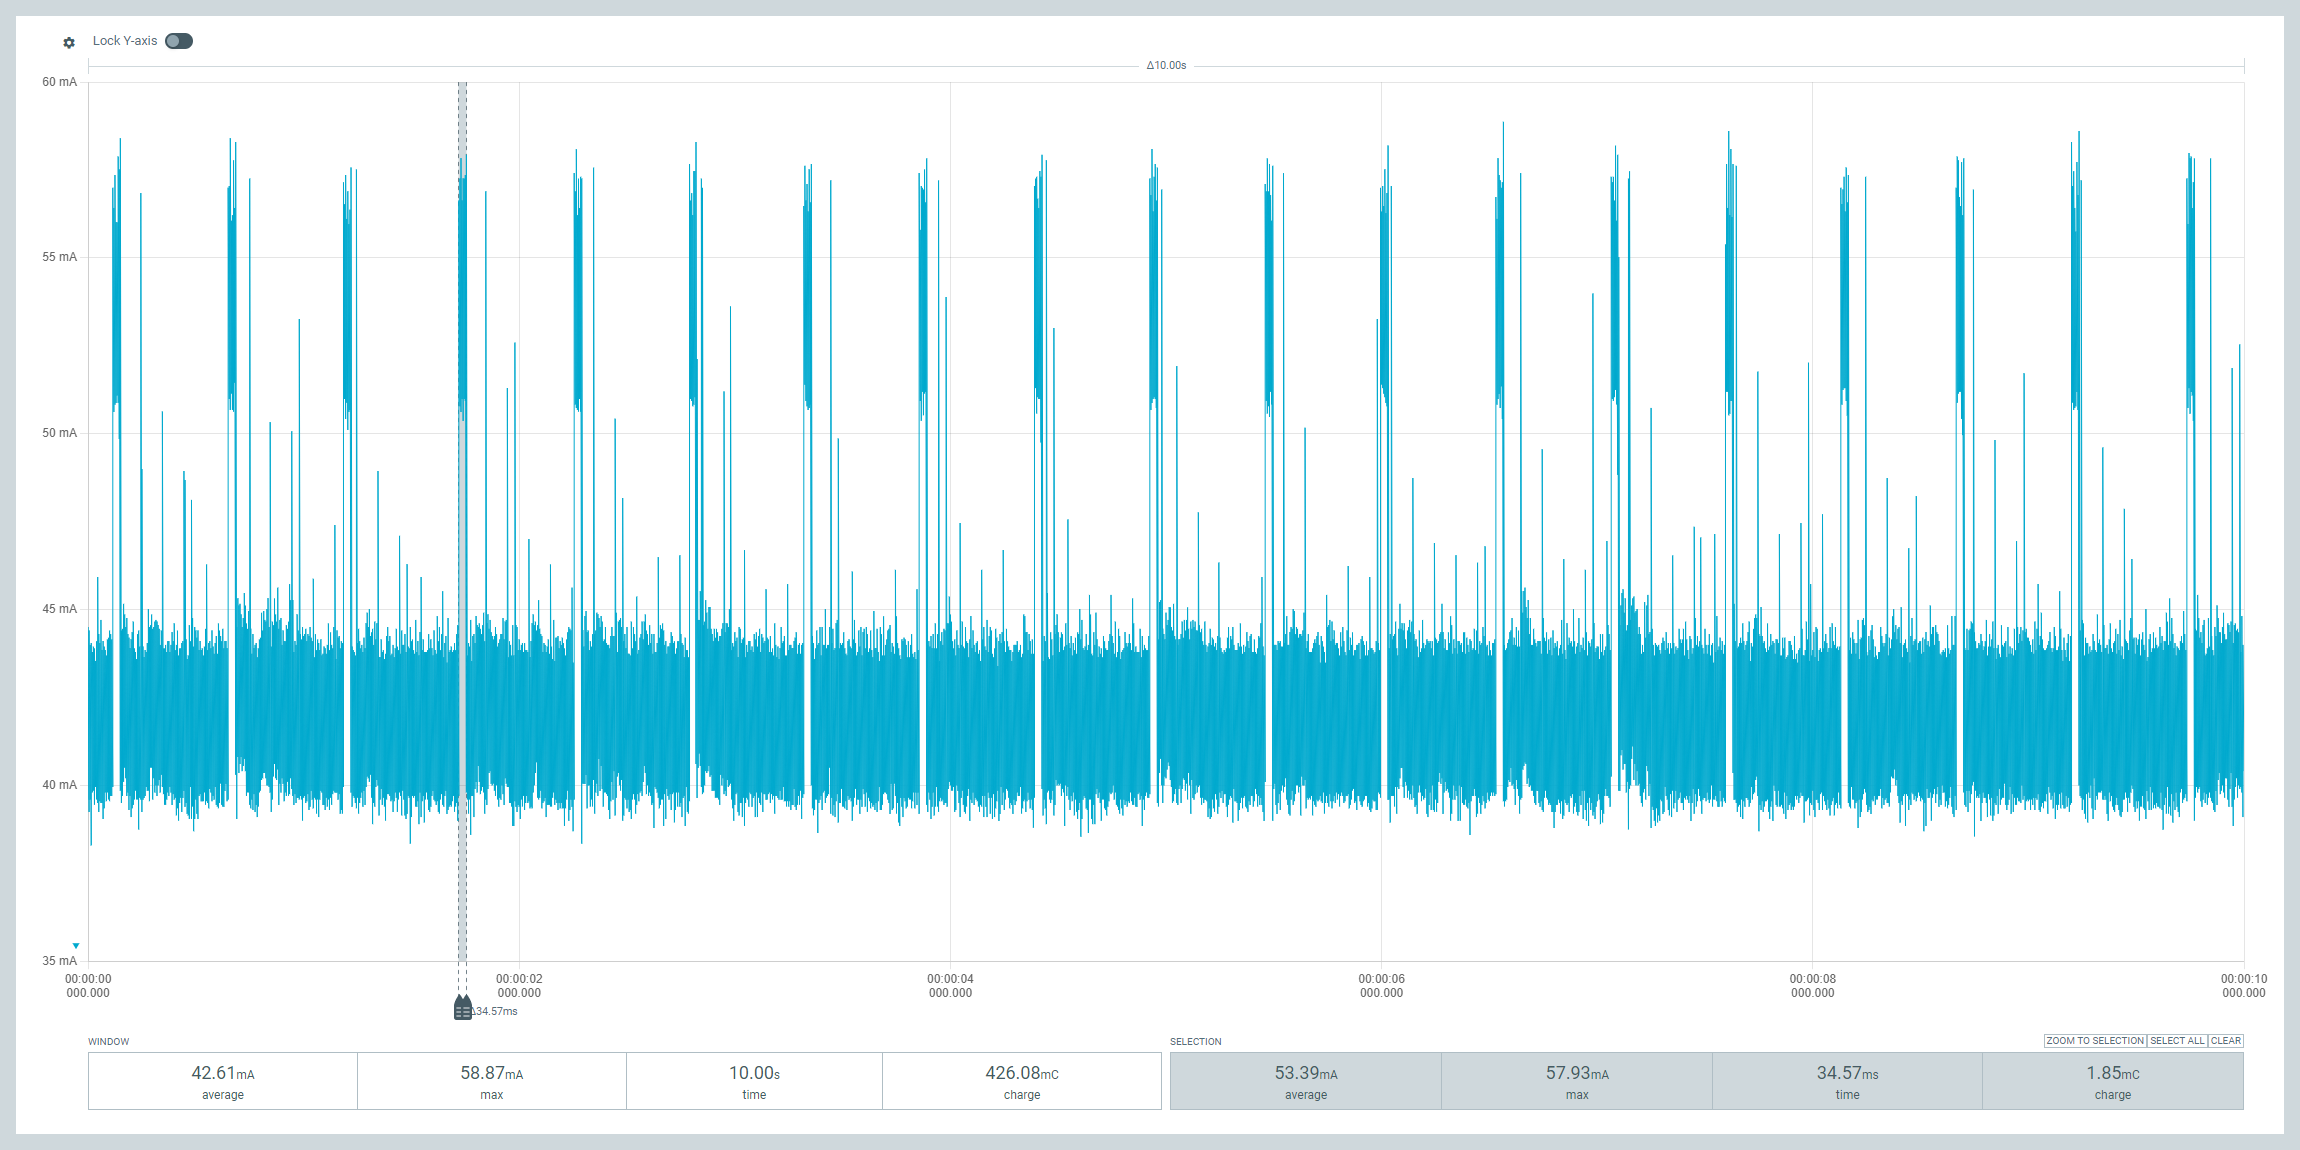 Lock Y-axis
Δ10.00s
60 mA
55 mA
50 mA
45 mA
40 mA
35 mA
00:00:00 00:00:02 00:00:04 00:00:06 00:00:08 00:00:10
000.000 000.000 000.000 000.000 000.000 000.000
Δ34.57ms
WINDOW
42.61mA 58.87mA 10.00s 426.08mC
average max time charge
SELECTION ZOOM TO SELECTION SELECT ALL CLEAR
53.39mA 57.93mA 34.57ms 1.85mC
average max time charge